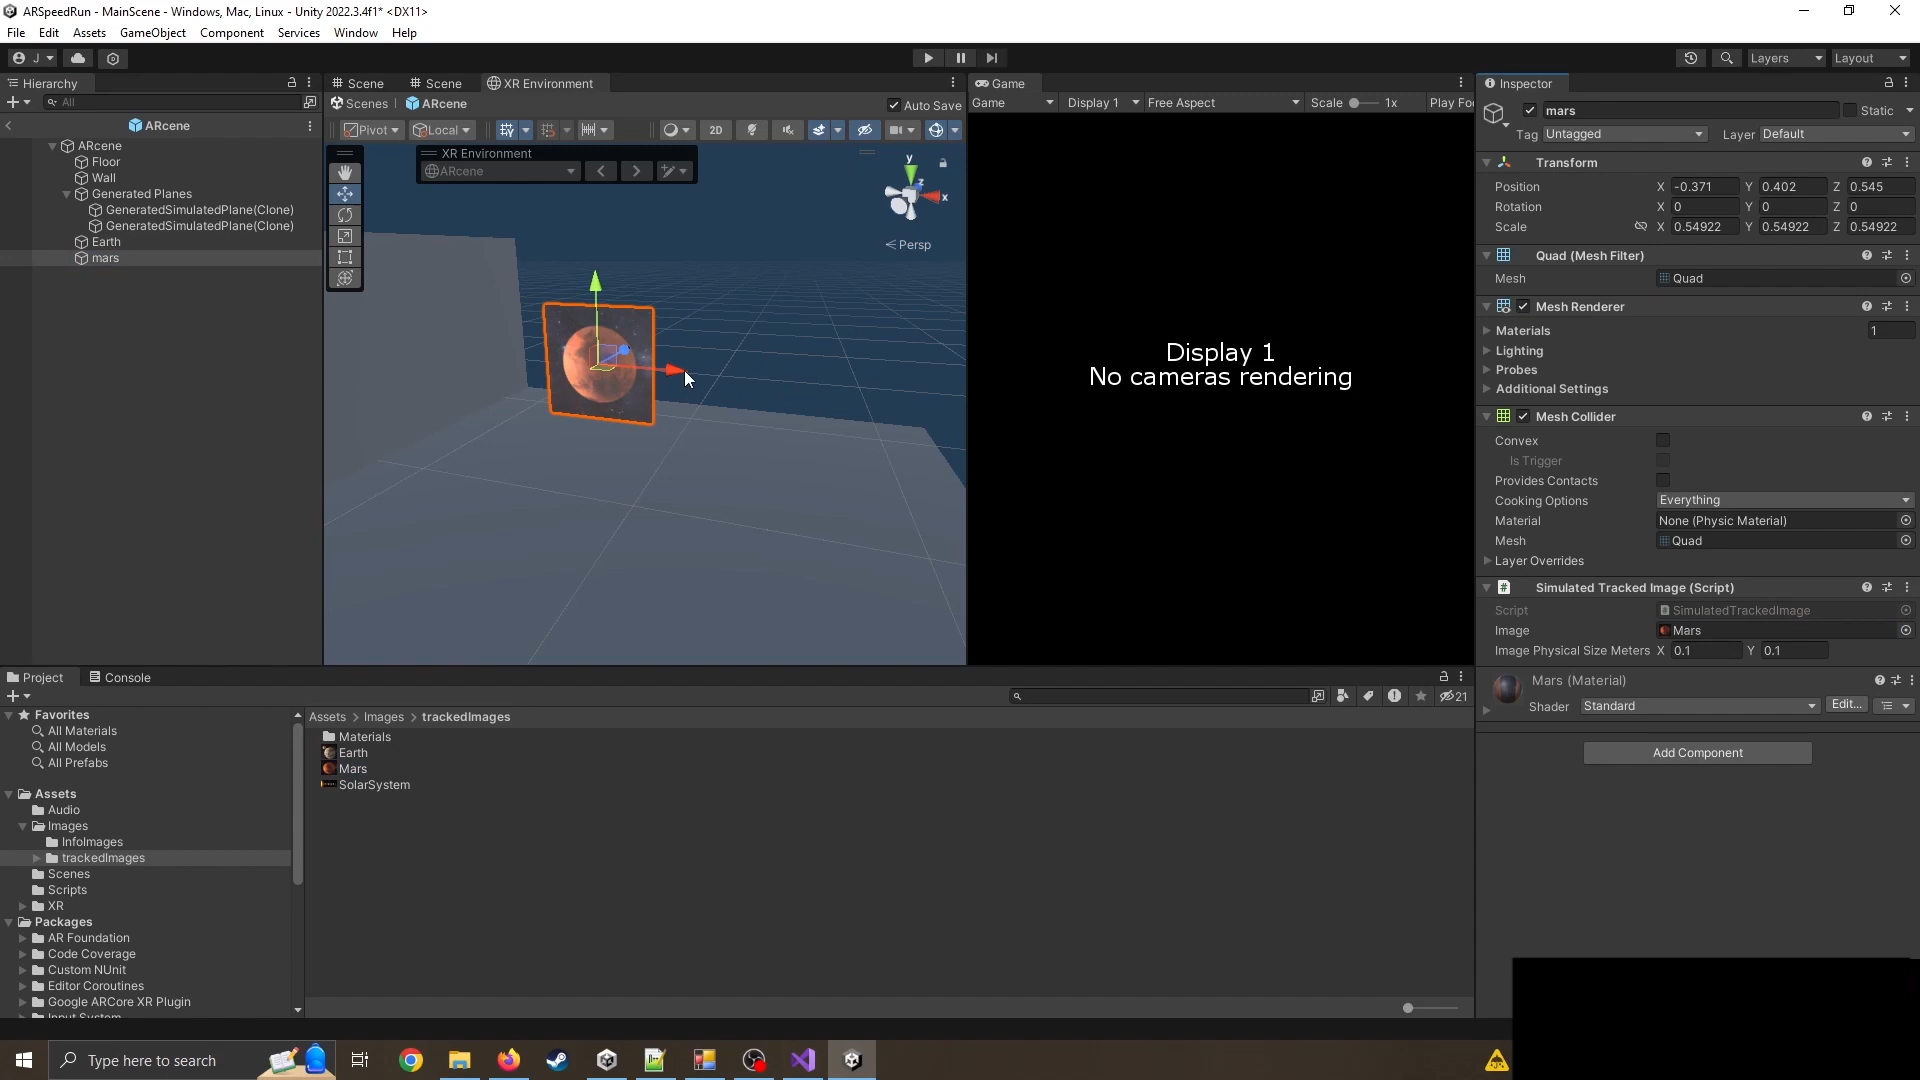 ARSpeedRun - MainScene - Windows, Mac, Linux - Unity 2022.3.4f1* <DX11>
File Edit Assets GameObject Component Services Window Help
J Layers Layout
Hierarchy
All
ARcene
ARcene
Floor
Wall
Generated Planes
GeneratedSimulatedPlane(Clone)
GeneratedSimulatedPlane(Clone)
Earth
mars
Scene Scene XR Environment
Scenes ARcene Auto Save
Pivot Local 2D
XR Environment
ARcene
y
z
x
Persp
Game
Game Display 1 Free Aspect Scale 1x Play Fo
Display 1
No cameras rendering
Inspector
mars Static
Tag Untagged Layer Default
Transform
Position X -0.371 Y 0.402 Z 0.545
Rotation X 0 Y 0 Z 0
Scale X 0.54922 Y 0.54922 Z 0.54922
Quad (Mesh Filter)
Mesh Quad
Mesh Renderer
Materials 1
Lighting
Probes
Additional Settings
Mesh Collider
Convex
Is Trigger
Provides Contacts
Cooking Options Everything
Material None (Physic Material)
Mesh Quad
Layer Overrides
Simulated Tracked Image (Script)
Script SimulatedTrackedImage
Image Mars
Image Physical Size Meters X 0.1 Y 0.1
Mars (Material)
Shader Standard Edit...
Add Component
Project Console
21
Favorites
All Materials
All Models
All Prefabs
Assets
Audio
Images
InfoImages
trackedImages
Scenes
Scripts
XR
Packages
AR Foundation
Code Coverage
Custom NUnit
Editor Coroutines
Google ARCore XR Plugin
Input System
Assets > Images > trackedImages
Materials
Earth
Mars
SolarSystem
Type here to search